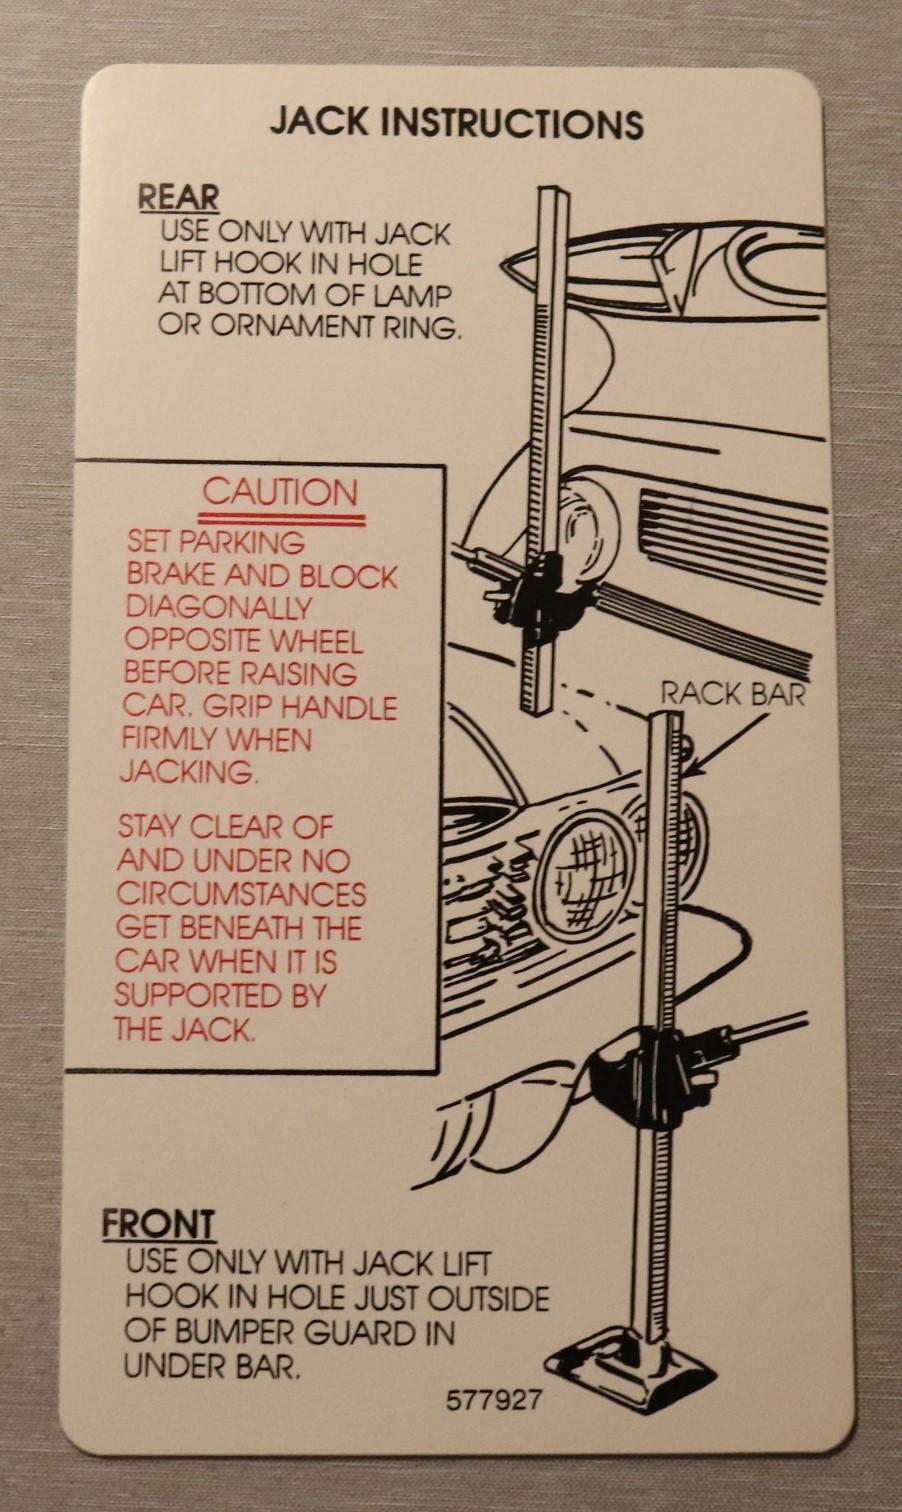 JACK INSTRUCTIONS
REAR
USE ONLY WITH JACK
LIFT HOOK IN HOLE
AT BOTTOM OF LAMP
OR ORNAMENT RING.
CAUTION
SET PARKING
BRAKE AND BLOCK
DIAGONALLY
OPPOSITE WHEEL
BEFORE RAISING
CAR. GRIP HANDLE
FIRMLY WHEN
JACKING.
STAY CLEAR OF
AND UNDER NO
CIRCUMSTANCES
GET BENEATH THE
CAR WHEN IT IS
SUPPORTED BY
THE JACK.
RACK BAR
FRONT
USE ONLY WITH JACK LIFT
HOOK IN HOLE JUST OUTSIDE
OF BUMPER GUARD IN
UNDER BAR.
577927